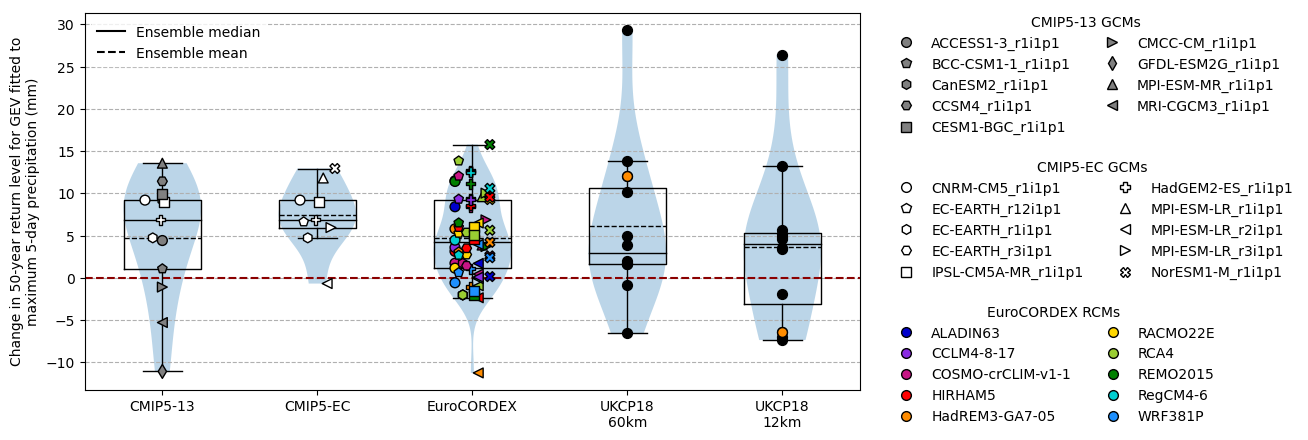 Change in 50-year return level for GEV fitted to
maximum 5-day precipitation (mm)
30
25
20
15
10
5
0
−5
−10
Ensemble median
Ensemble mean
CMIP5-13
CMIP5-EC
EuroCORDEX
UKCP18
60km
UKCP18
12km
CMIP5-13 GCMs
ACCESS1-3_r1i1p1
BCC-CSM1-1_r1i1p1
CanESM2_r1i1p1
CCSM4_r1i1p1
CESM1-BGC_r1i1p1
CMCC-CM_r1i1p1
GFDL-ESM2G_r1i1p1
MPI-ESM-MR_r1i1p1
MRI-CGCM3_r1i1p1
CMIP5-EC GCMs
CNRM-CM5_r1i1p1
EC-EARTH_r12i1p1
EC-EARTH_r1i1p1
EC-EARTH_r3i1p1
IPSL-CM5A-MR_r1i1p1
HadGEM2-ES_r1i1p1
MPI-ESM-LR_r1i1p1
MPI-ESM-LR_r2i1p1
MPI-ESM-LR_r3i1p1
NorESM1-M_r1i1p1
EuroCORDEX RCMs
ALADIN63
CCLM4-8-17
COSMO-crCLIM-v1-1
HIRHAM5
HadREM3-GA7-05
RACMO22E
RCA4
REMO2015
RegCM4-6
WRF381P